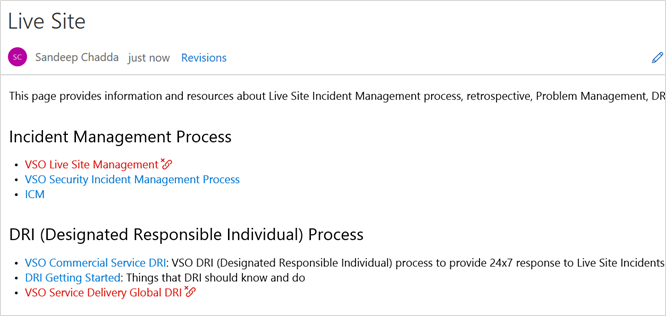 Live Site
SC Sandeep Chadda just now Revisions
This page provides information and resources about Live Site Incident Management process, retrospective, Problem Management, DR
Incident Management Process
• VSO Live Site Management
• VSO Security Incident Management Process
• ICM
DRI (Designated Responsible Individual) Process
• VSO Commercial Service DRI: VSO DRI (Designated Responsible Individual) process to provide 24x7 response to Live Site Incidents
• DRI Getting Started: Things that DRI should know and do
• VSO Service Delivery Global DRI